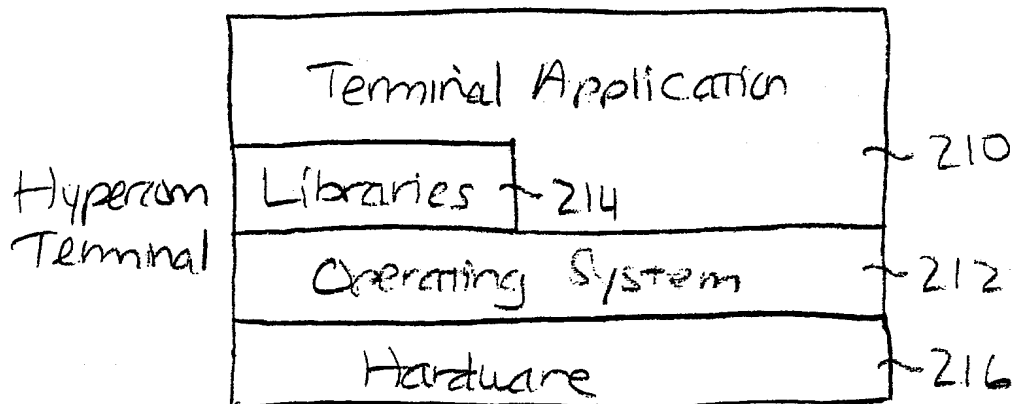 Terminal Application
210
Hypercom
Terminal
Libraries
214
Operating System
212
Hardware
216